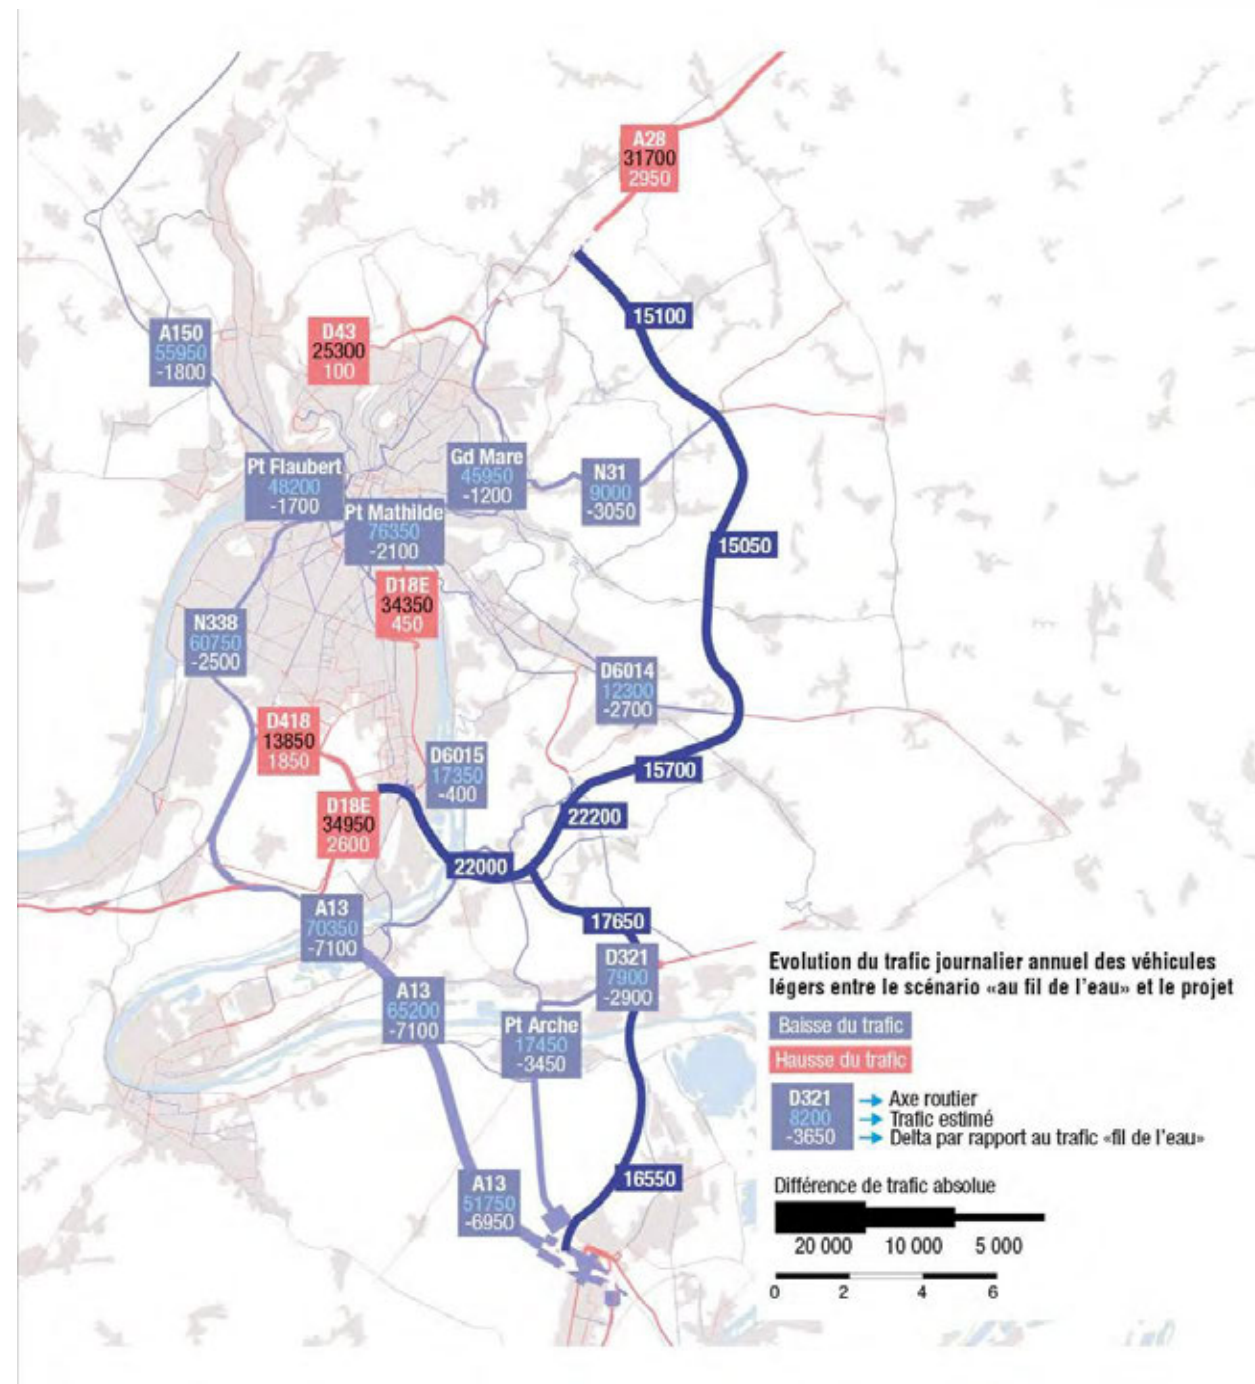 A28
31700
2950
15100
A150
55950
-1800
D43
25300
100
Pt Flaubert
48200
-1700
Gd Mare
45950
-1200
N31
9000
-3050
Pt Mathilde
76350
-2100
15050
D18E
34350
450
N338
60750
-2500
D6014
12300
-2700
D418
13850
1850
D6015
17350
-400
15700
D18E
34950
2600
22200
22000
A13
70350
-7100
17650
D321
7900
-2900
A13
65200
-7100
Pt Arche
17450
-3450
A13
51750
-6950
16550
Evolution du trafic journalier annuel des véhicules
légers entre le scénario «au fil de l'eau» et le projet
Baisse du trafic
Hausse du trafic
D321
8200
-3650
Axe routier
Trafic estimé
Delta par rapport au trafic «fil de l'eau»
Différence de trafic absolue
20 000 10 000 5 000
0 2 4 6